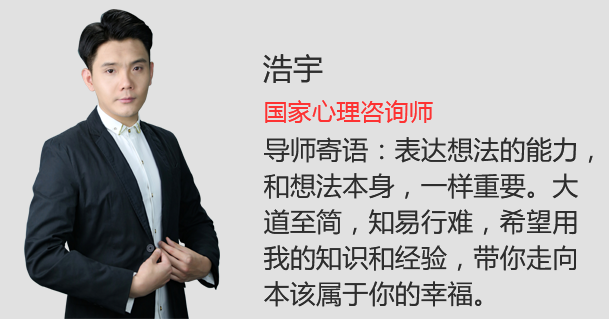 浩宇
国家心理咨询师
导师寄语：表达想法的能力，
和想法本身，一样重要。大
道至简，知易行难，希望用
我的知识和经验，带你走向
本该属于你的幸福。